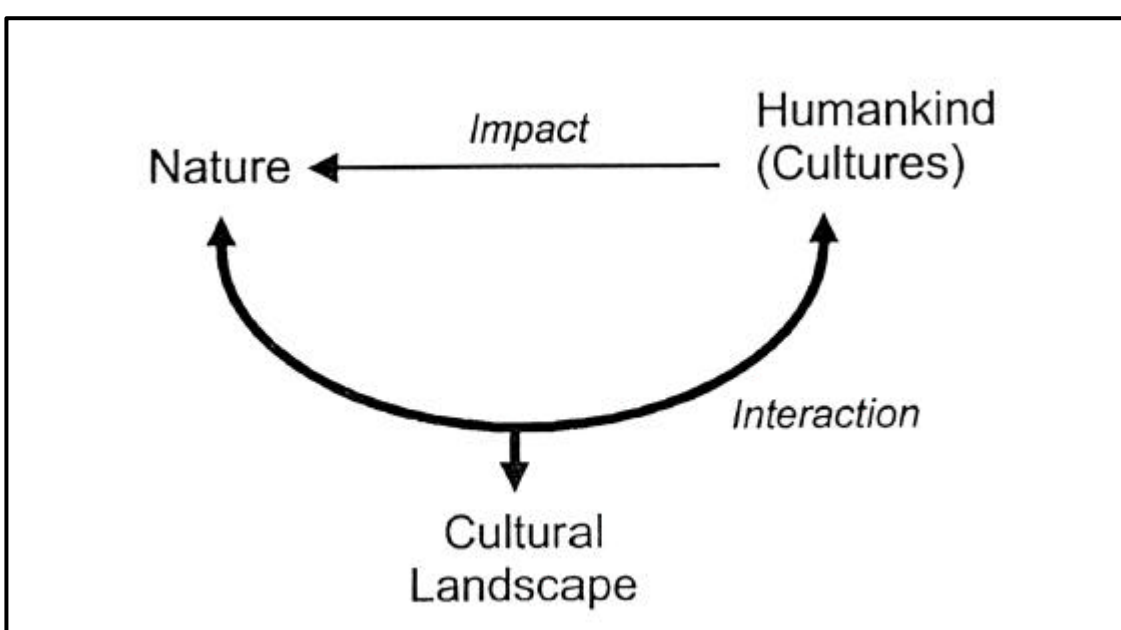 Impact
Humankind
(Cultures)
Nature
Interaction
Cultural
Landscape